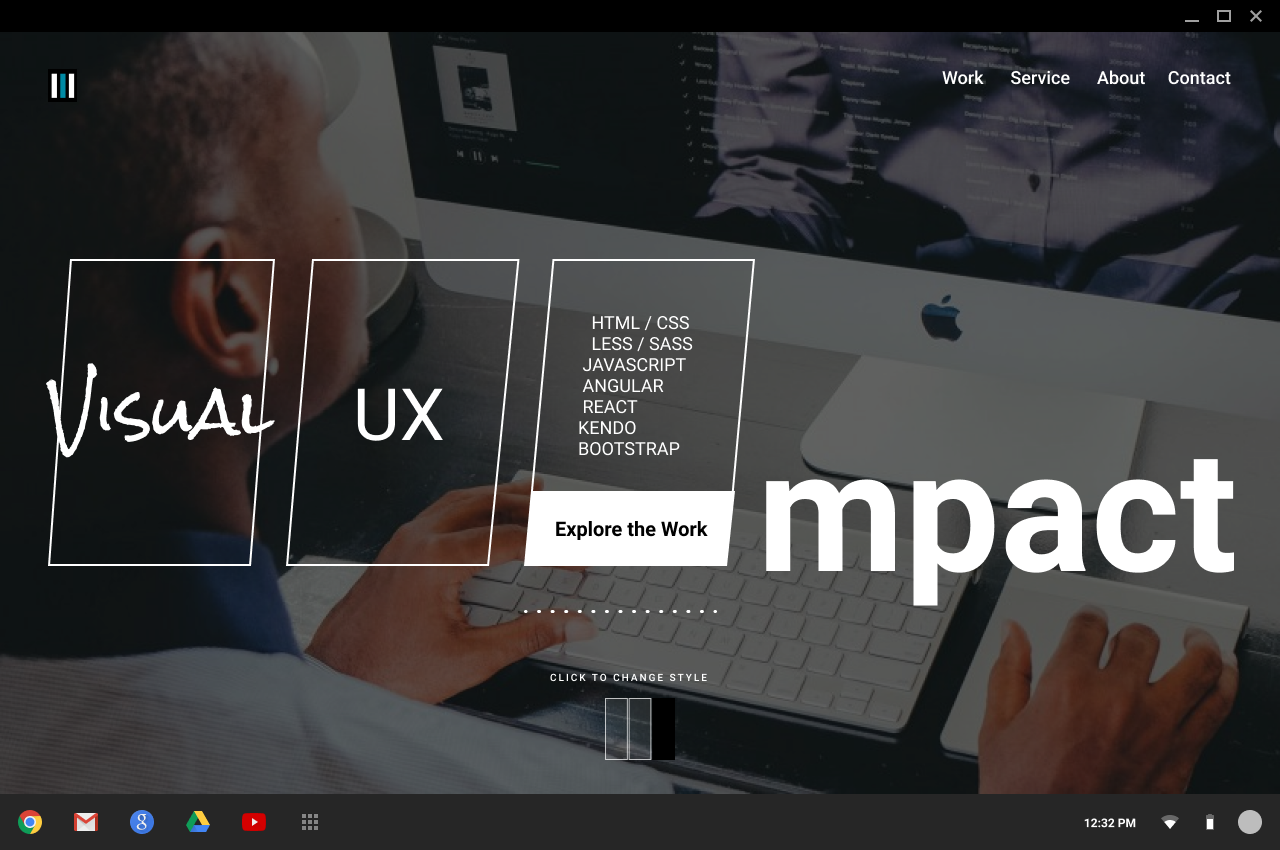 Work Service About Contact
HTML / CSS
LESS / SASS
JAVASCRIPT
ANGULAR
REACT
KENDO
BOOTSTRAP
Visual
UX
mpact
Explore the Work
CLICK TO CHANGE STYLE
12:32 PM